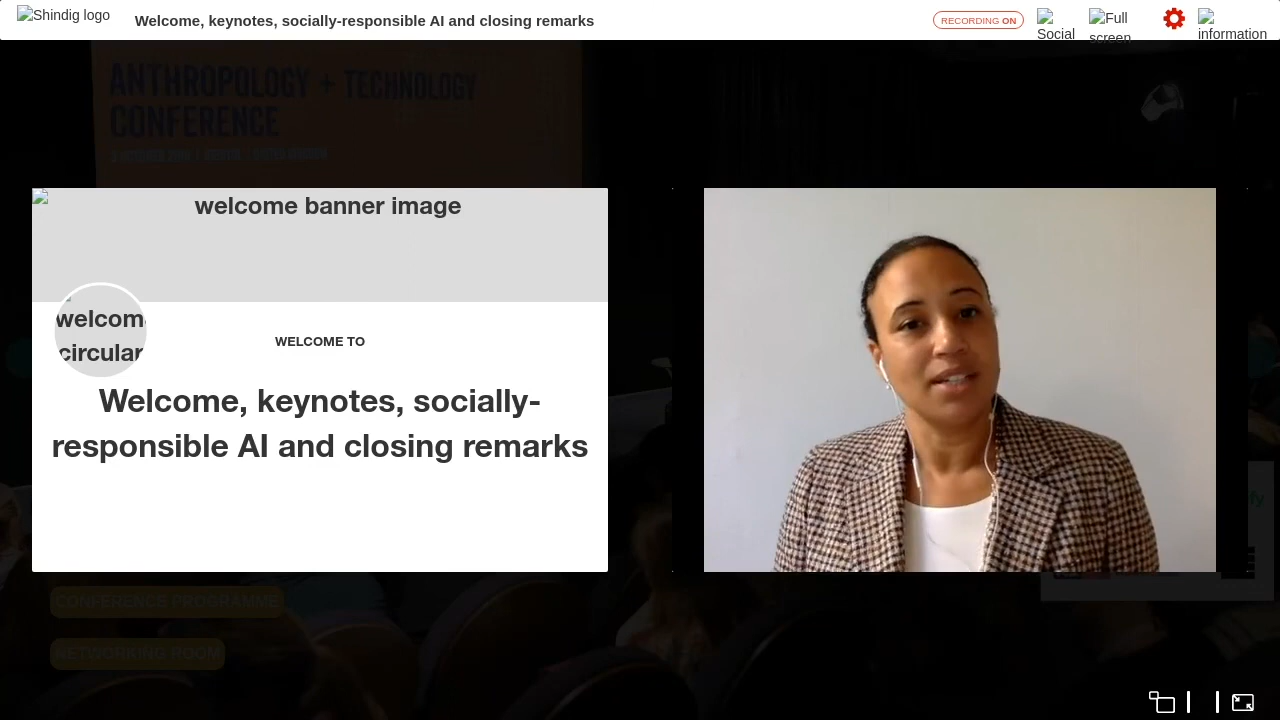 Shindig logo
Welcome, keynotes, socially-responsible AI and closing remarks
RECORDING ON
Social
Full
screen
information
ANTHROPOLOGY + TECHNOLOGY
CONFERENCE
welcome banner image
welcom
circular
WELCOME TO
Welcome, keynotes, socially-
responsible AI and closing remarks
CONFERENCE PROGRAMME
NETWORKING ROOM